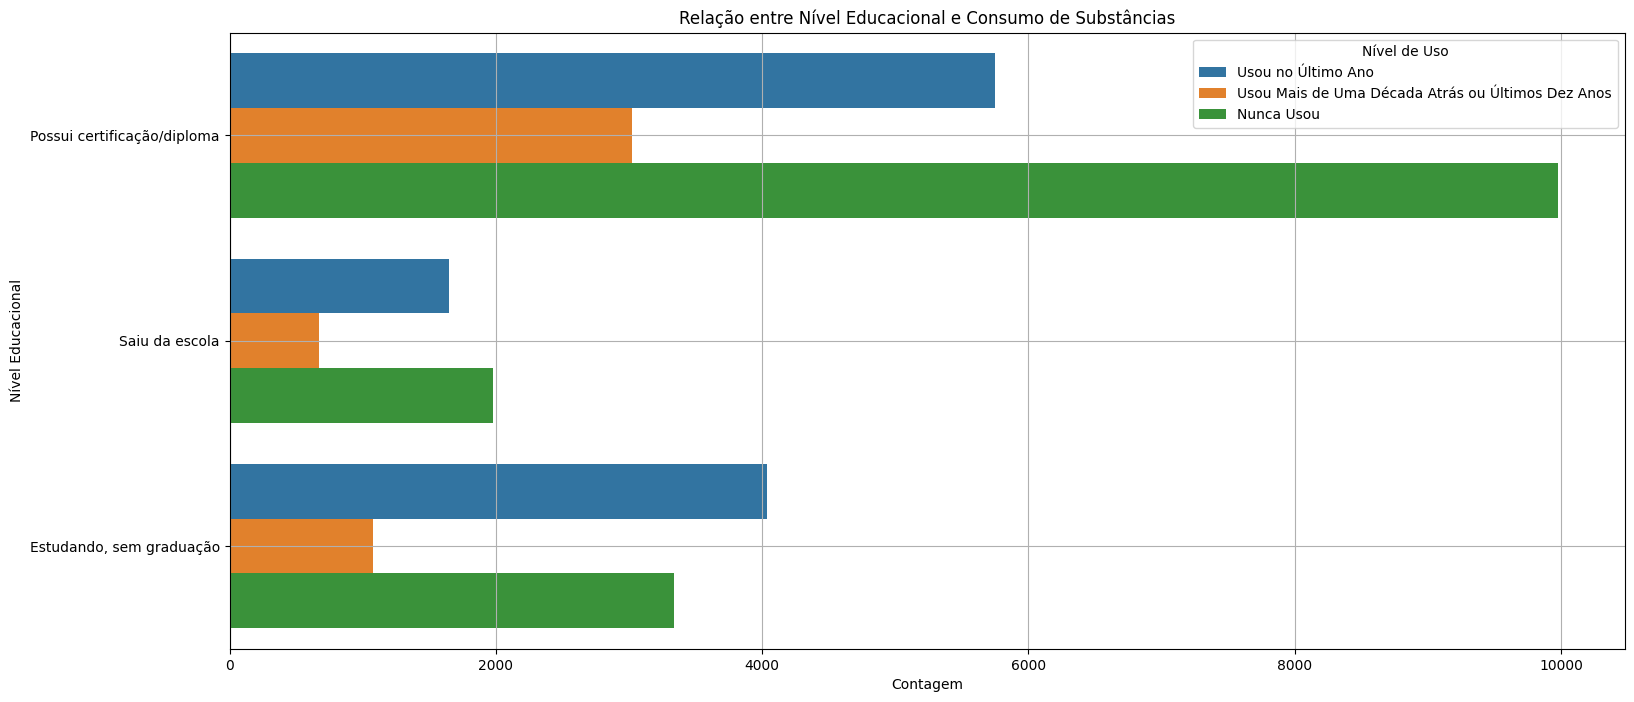 Relação entre Nível Educacional e Consumo de Substâncias
Nível de Uso
Usou no Último Ano
Usou Mais de Uma Década Atrás ou Últimos Dez Anos
Nunca Usou
Nível Educacional
Possui certificação/diploma
Saiu da escola
Estudando, sem graduação
0 2000 4000 6000 8000 10000
Contagem